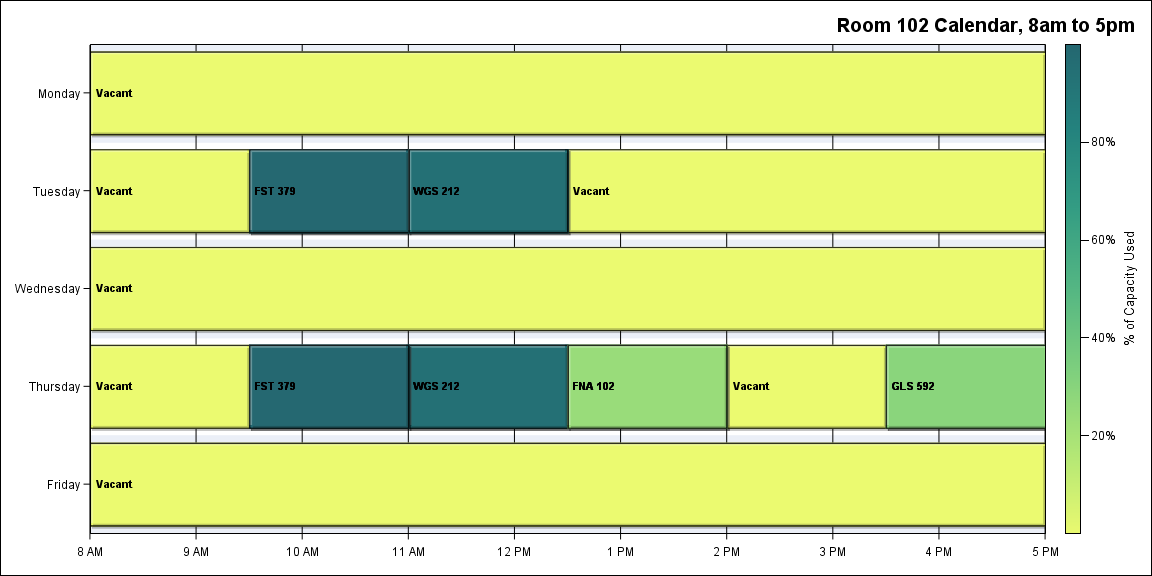 Room 102 Calendar, 8am to 5pm
Monday
Vacant
Tuesday
Vacant
FST 379
WGS 212
Vacant
Wednesday
Vacant
Thursday
Vacant
FST 379
WGS 212
FNA 102
Vacant
GLS 592
Friday
Vacant
8 AM
9 AM
10 AM
11 AM
12 PM
1 PM
2 PM
3 PM
4 PM
5 PM
80%
60%
40%
20%
% of Capacity Used